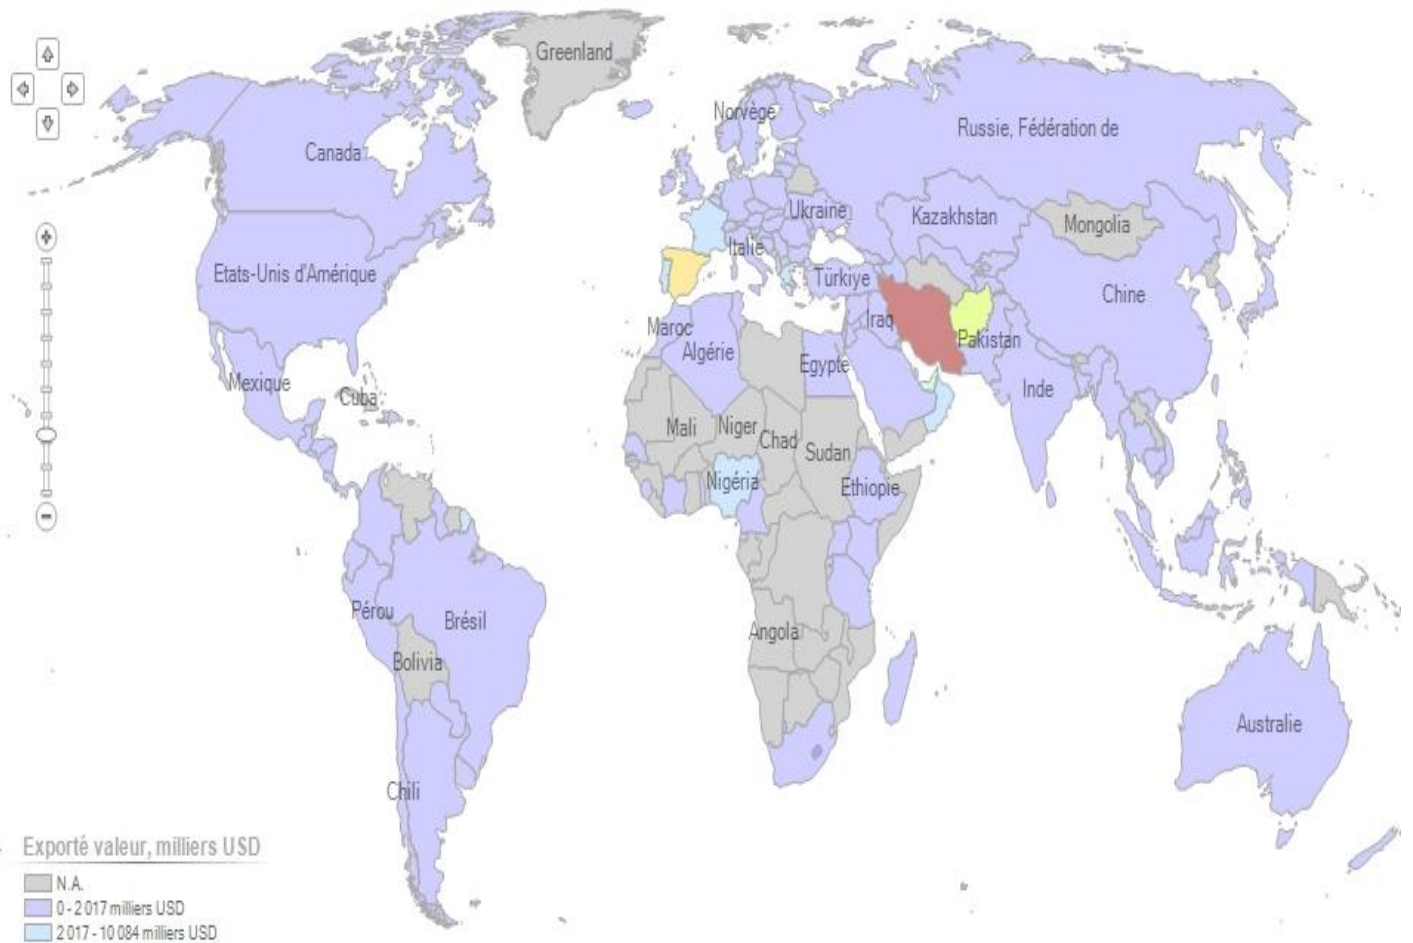 Greenland
Norvège
Russie, Fédération de
Canada
Ukraine
Kazakhstan
Mongolia
Italie
Etats-Unis d'Amérique
Türkiye
Chine
Iraq
Maroc
Pakistan
Algérie
Egypte
Mexique
Inde
Cuba
Mali
Niger
Chad
Sudan
Nigéria
Ethiopie
Pérou
Brésil
Angola
Bolivia
Australie
Chili
Exporté valeur, milliers USD
N.A.
0 - 2 017 milliers USD
2 017 - 10 084 milliers USD